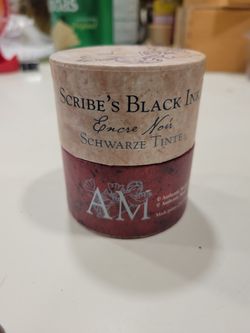 SCRIBE'S BLACK INK
Encre Noir
SCHWARZE TINTE
AM